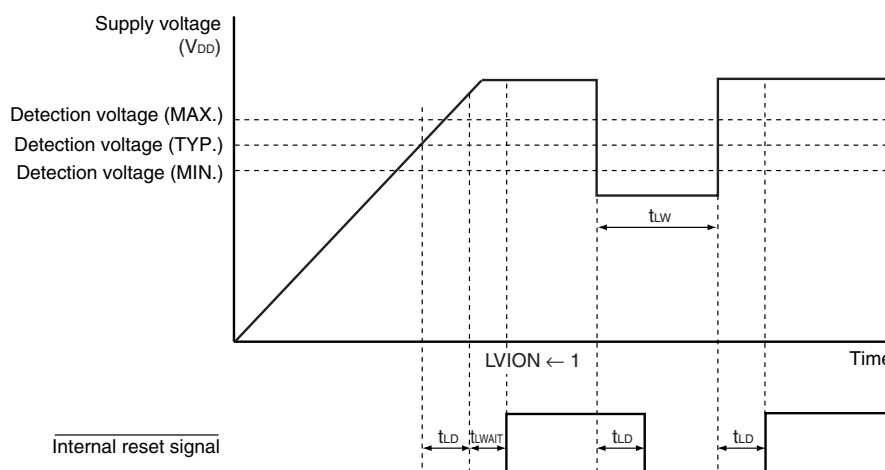 Supply voltage
(VDD)
Detection voltage (MAX.)
Detection voltage (TYP.)
Detection voltage (MIN.)
tLW
LVION ← 1
Time
Internal reset signal
tLD
tLWAIT
tLD
tLD